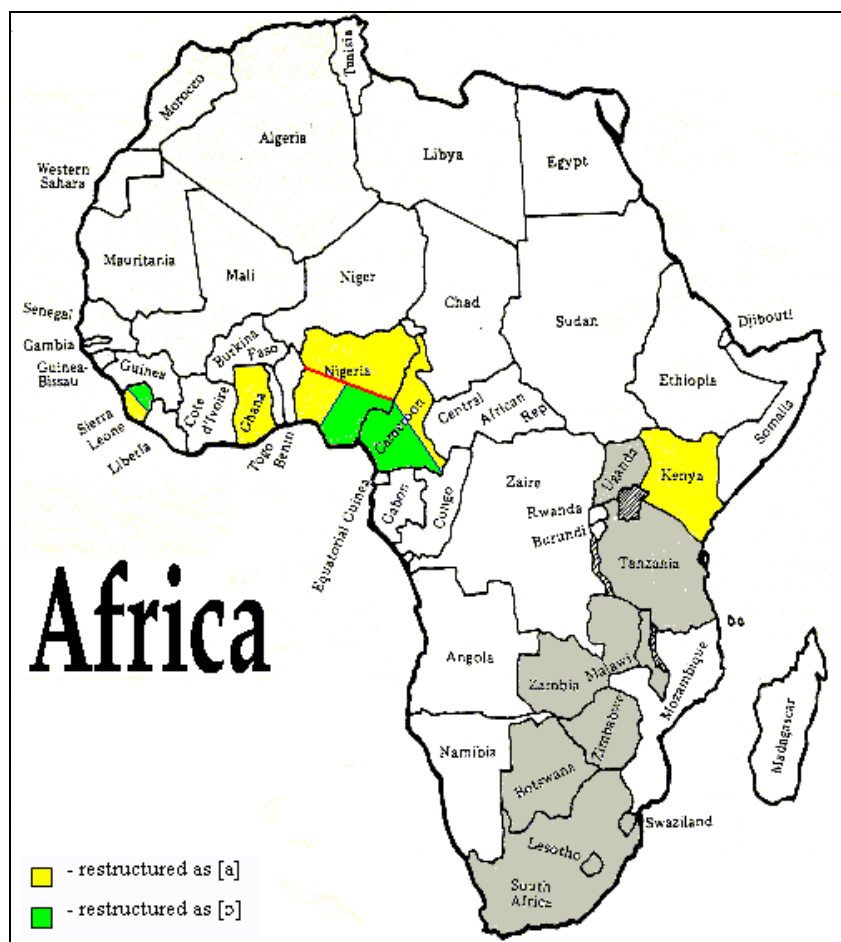 Tunisia
Morocco
Algeria
Libya
Egypt
Western
Sahara
Mauritania
Mali
Niger
Chad
Sudan
Senegal
Gambia
Guinea-
Bissau
Guinea
Burkina
Faso
Nigeria
Djibouti
Ethiopia
Somalia
Sierra
Leone
Liberia
Cote
d'Ivoire
Ghana
Togo
Benin
Cameroon
Central
African
Rep
Equatorial Guinea
Gabon
Congo
Zaire
Uganda
Kenya
Rwanda
Burundi
Tanzania
Africa
Angola
Zambia
Malawi
Mozambique
Madagascar
Namibia
Botswana
Zimbabwe
Swaziland
Lesotho
South
Africa
- restructured as [a]
- restructured as [ɔ]